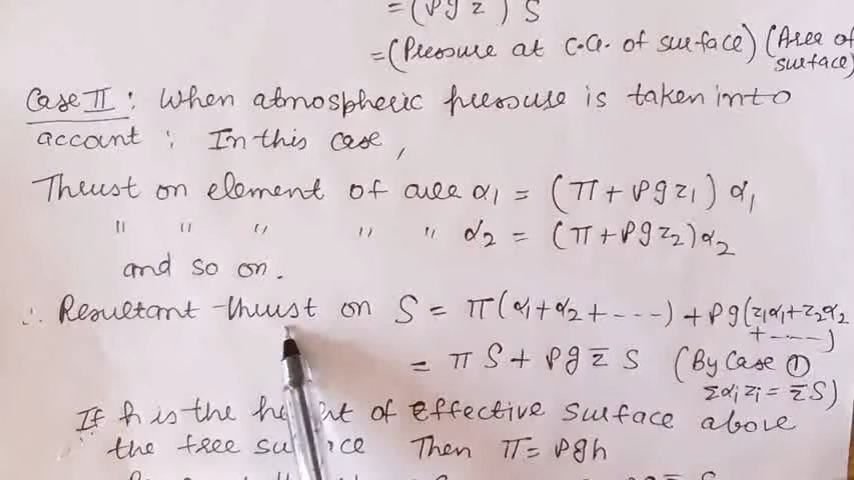 = (ρg z̄) S
= (Pressure at C.G. of surface) (Area of surface)
Case II : When atmospheric pressure is taken into
account : In this case,
Thrust on element of area α₁ = (Π + ρgz₁) α₁
" " " " " α₂ = (Π + ρgz₂) α₂
and so on.
∴ Resultant thrust on S = Π(α₁+α₂+----) + ρg(z₁α₁+z₂α₂
+-----)
= Π S + ρg z̄ S (By Case ①
Σαᵢzᵢ = z̄S)
If h is the of Effective surface above
the free Then Π = ρgh